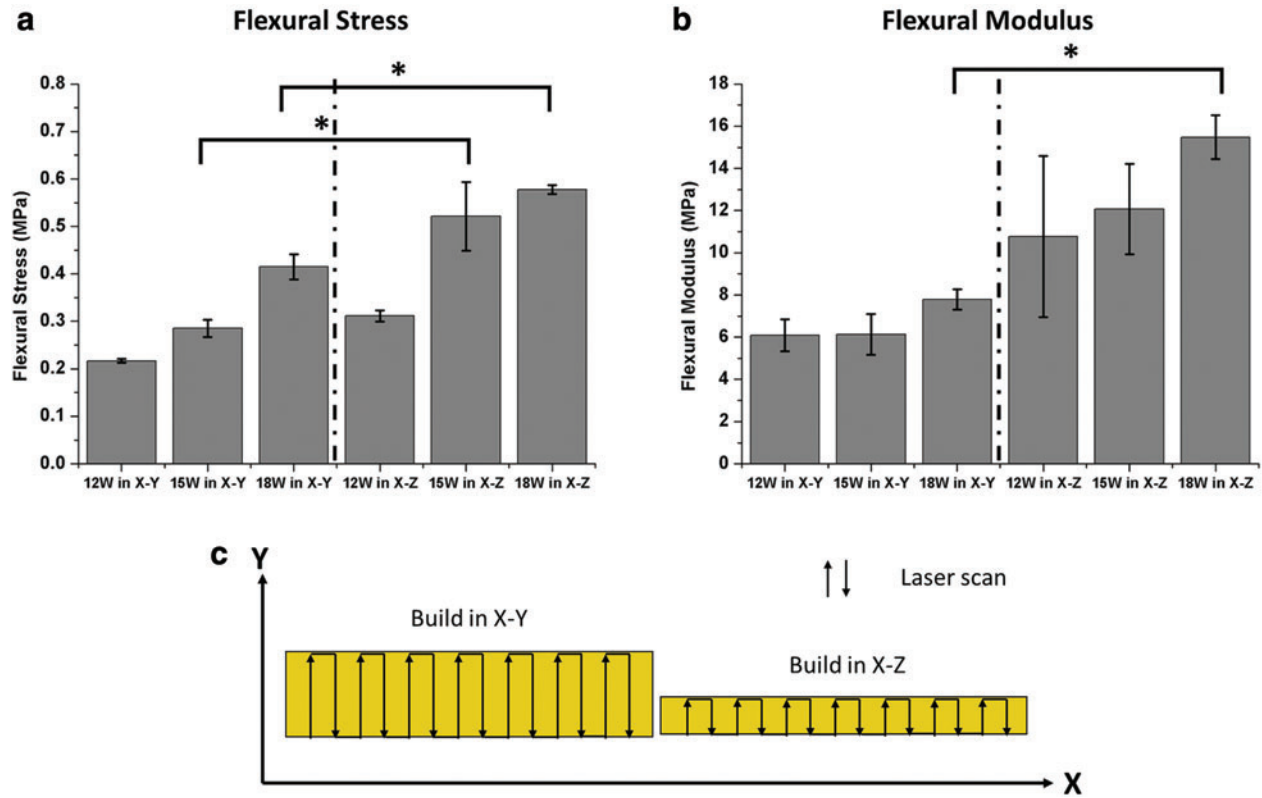 a
Flexural Stress
*
*
0.8
0.7
0.6
0.5
0.4
0.3
0.2
0.1
0.0
Flexural Stress (MPa)
12W in X-Y 15W in X-Y 18W in X-Y 12W in X-Z 15W in X-Z 18W in X-Z
b
Flexural Modulus
*
18
16
14
12
10
8
6
4
2
0
Flexural Modulus (MPa)
12W in X-Y 15W in X-Y 18W in X-Y 12W in X-Z 15W in X-Z 18W in X-Z
c
Y
Laser scan
Build in X-Y
Build in X-Z
X